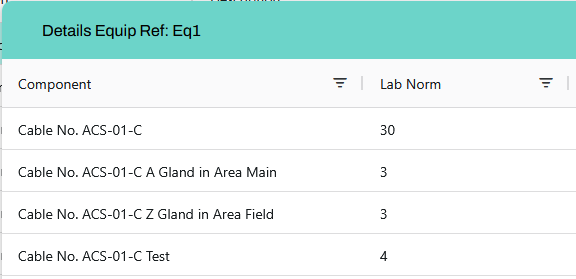 Details Equip Ref: Eq1
Component Lab Norm
Cable No. ACS-01-C 30
Cable No. ACS-01-C A Gland in Area Main 3
Cable No. ACS-01-C Z Gland in Area Field 3
Cable No. ACS-01-C Test 4